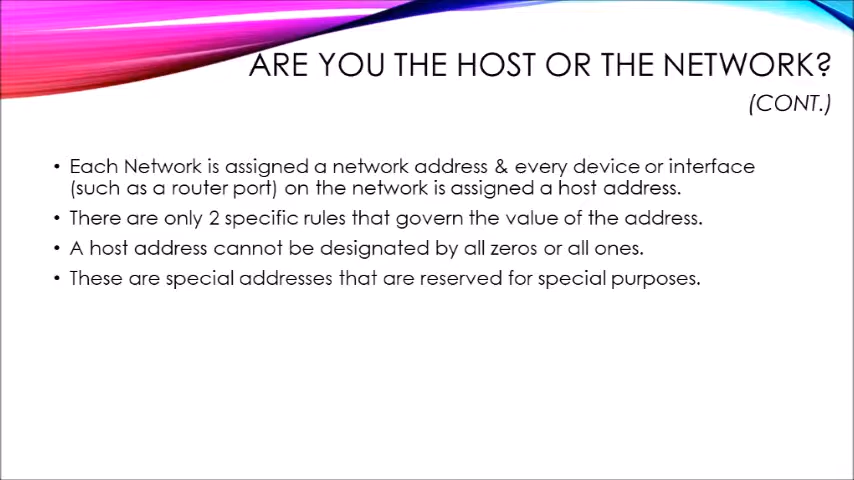 ARE YOU THE HOST OR THE NETWORK?
(CONT.)
• Each Network is assigned a network address & every device or interface
(such as a router port) on the network is assigned a host address.
• There are only 2 specific rules that govern the value of the address.
• A host address cannot be designated by all zeros or all ones.
• These are special addresses that are reserved for special purposes.